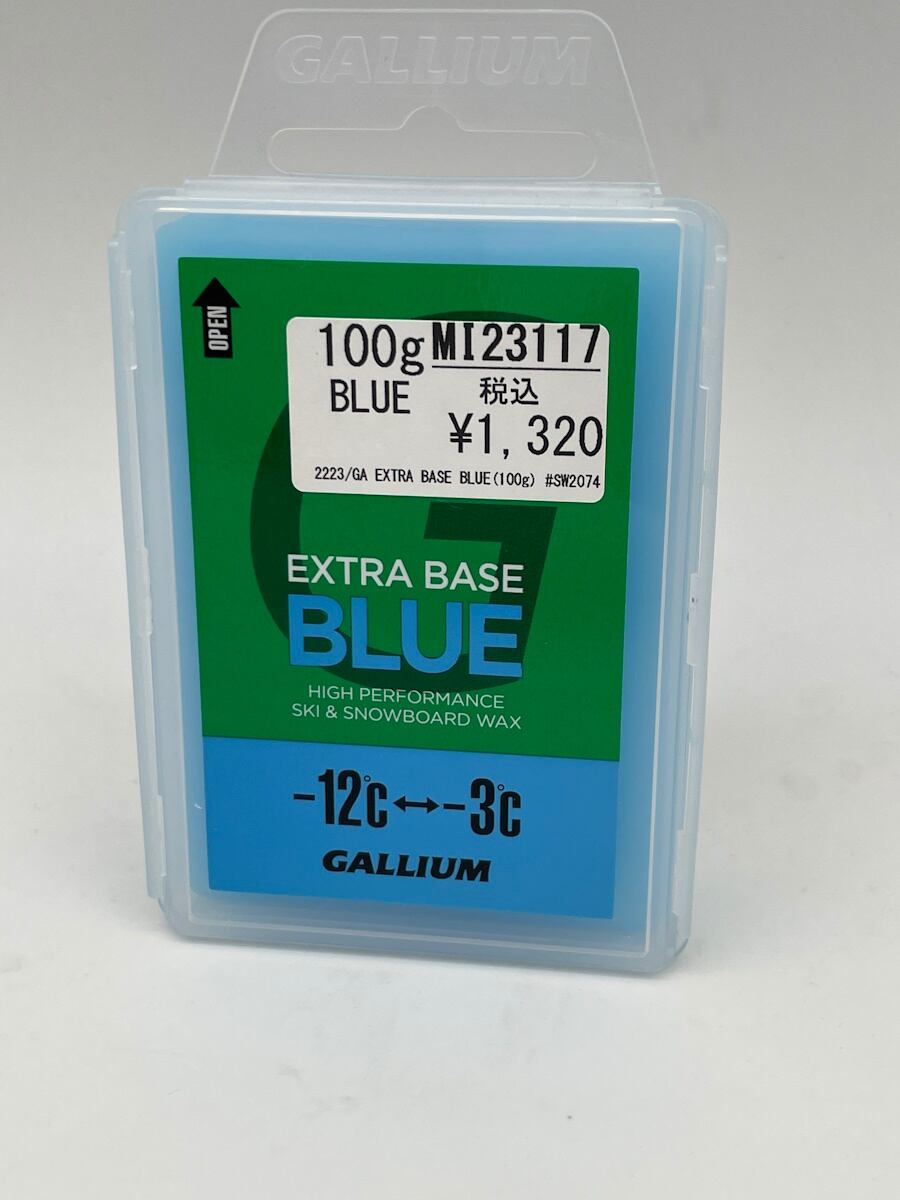 GALLIUM
OPEN
100g MI23117
BLUE 税込
¥1,320
2223/GA EXTRA BASE BLUE(100g) #SW2074
G
EXTRA BASE
BLUE
HIGH PERFORMANCE
SKI & SNOWBOARD WAX
-12℃↔-3℃
GALLIUM